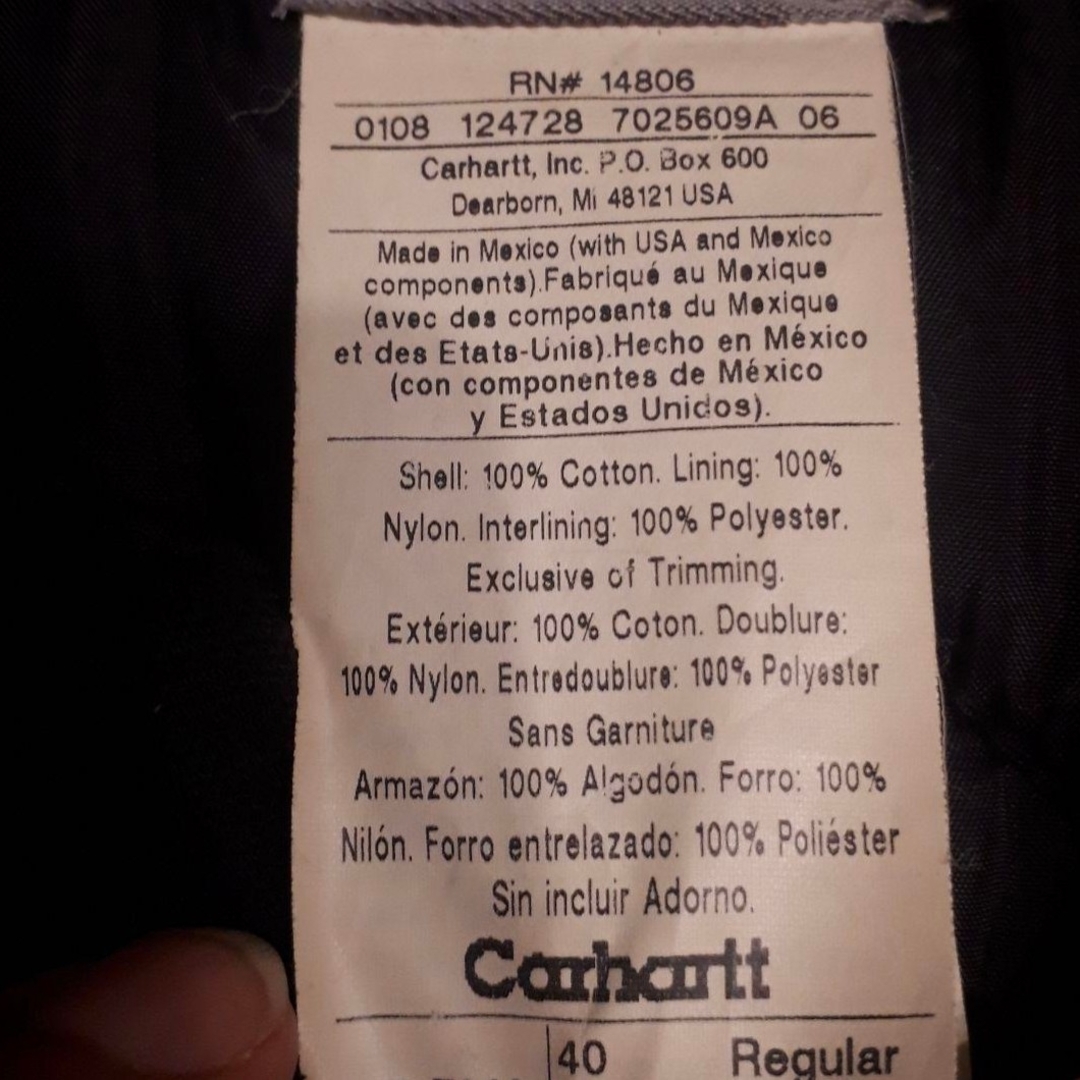 RN# 14806
0108 124728 7025609A 06
Carhartt, Inc. P.O. Box 600
Dearborn, Mi 48121 USA
Made in Mexico (with USA and Mexico
components).Fabriqué au Mexique
(avec des composants du Mexique
et des Etats-Unis).Hecho en México
(con componentes de México
y Estados Unidos).
Shell: 100% Cotton. Lining: 100%
Nylon. Interlining: 100% Polyester.
Exclusive of Trimming.
Extérieur: 100% Coton. Doublure:
100% Nylon. Entredoublure: 100% Polyester
Sans Garniture
Armazón: 100% Algodón. Forro: 100%
Nilón. Forro entrelazado: 100% Poliéster
Sin incluir Adorno.
Carhartt
40 Regular